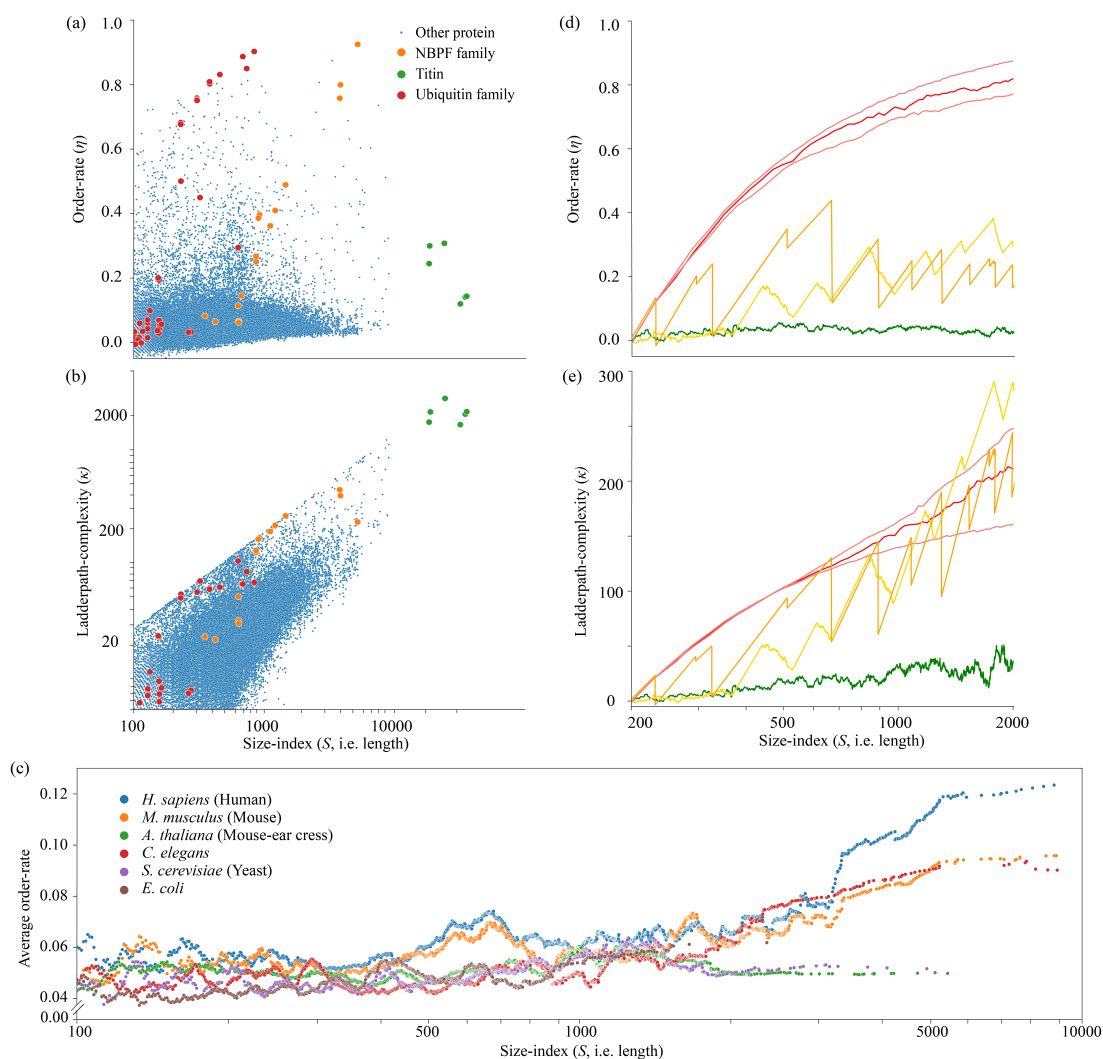 (a)
1.0
0.8
0.6
0.4
0.2
0.0
Order-rate (η)
Other protein
NBPF family
Titin
Ubiquitin family
(d)
1.0
0.8
0.6
0.4
0.2
0.0
Order-rate (η)
(b)
2000
200
20
Ladderpath-complexity (κ)
100
1000
10000
Size-index (S, i.e. length)
(e)
300
200
100
0
Ladderpath-complexity (κ)
200
500
1000
2000
Size-index (S, i.e. length)
(c)
0.12
0.10
0.08
0.06
0.04
0.00
Average order-rate
H. sapiens (Human)
M. musculus (Mouse)
A. thaliana (Mouse-ear cress)
C. elegans
S. cerevisiae (Yeast)
E. coli
100
500
1000
5000
10000
Size-index (S, i.e. length)